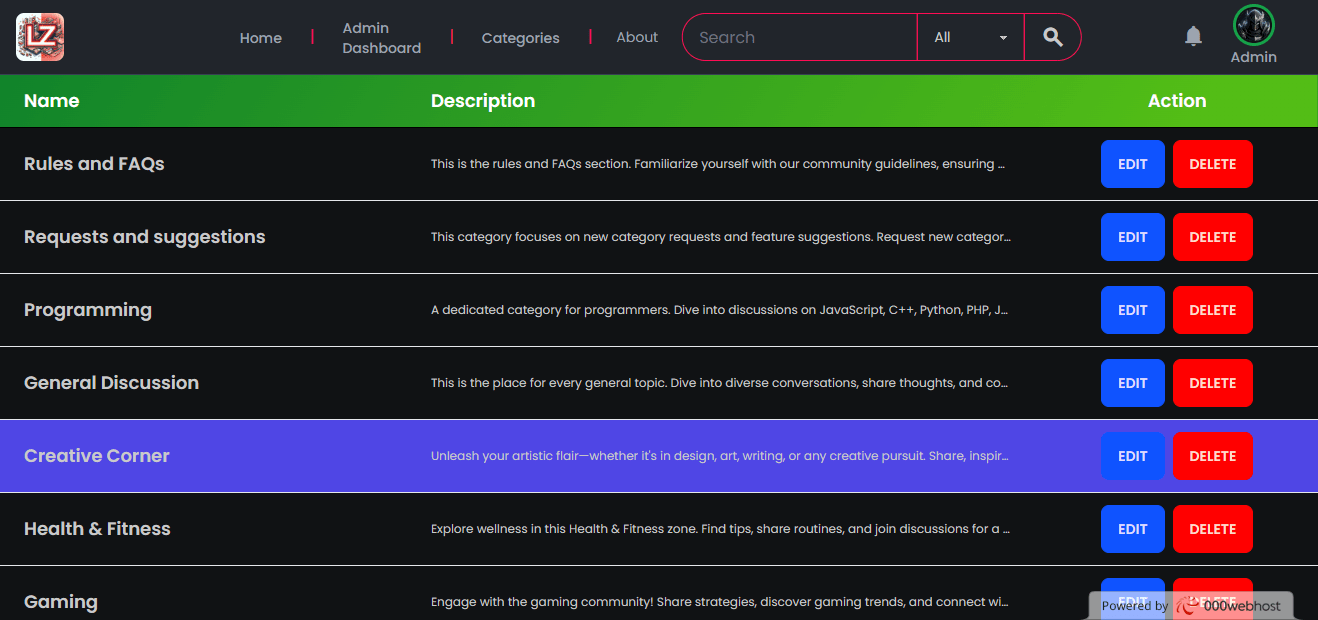 LZ
Home | Admin Dashboard | Categories | About Search All
Admin
Name Description Action
Rules and FAQs This is the rules and FAQs section. Familiarize yourself with our community guidelines, ensuring ... EDIT DELETE
Requests and suggestions This category focuses on new category requests and feature suggestions. Request new categor... EDIT DELETE
Programming A dedicated category for programmers. Dive into discussions on JavaScript, C++, Python, PHP, J... EDIT DELETE
General Discussion This is the place for every general topic. Dive into diverse conversations, share thoughts, and co... EDIT DELETE
Creative Corner Unleash your artistic flair—whether it's in design, art, writing, or any creative pursuit. Share, inspir... EDIT DELETE
Health & Fitness Explore wellness in this Health & Fitness zone. Find tips, share routines, and join discussions for a ... EDIT DELETE
Gaming Engage with the gaming community! Share strategies, discover gaming trends, and connect wi... EDIT DELETE
Powered by 000webhost